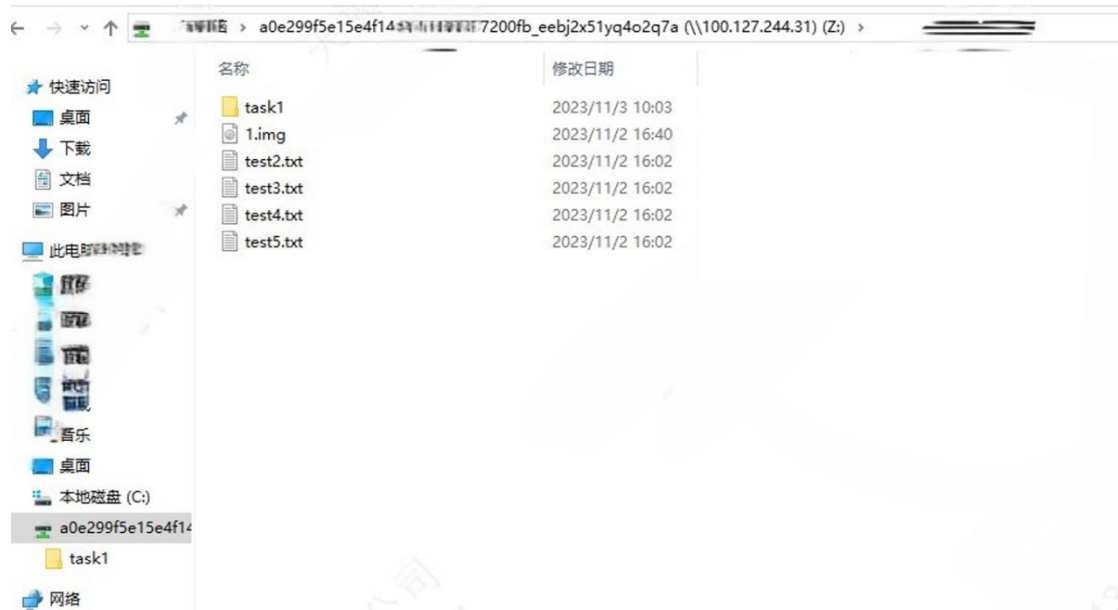 a0e299f5e15e4f14 7200fb_eebj2x51yq4o2q7a (\\100.127.244.31) (Z:)
名称 修改日期
快速访问
桌面
下载
文档
图片
此电
音乐
桌面
本地磁盘 (C:)
a0e299f5e15e4f14
task1
网络
task1 2023/11/3 10:03
1.img 2023/11/2 16:40
test2.txt 2023/11/2 16:02
test3.txt 2023/11/2 16:02
test4.txt 2023/11/2 16:02
test5.txt 2023/11/2 16:02